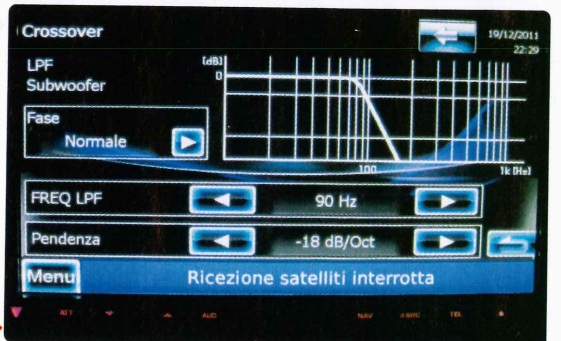 Crossover
19/12/2011
22:29
LPF
Subwoofer
[dB]
0
Fase
Normale
100
1k [Hz]
FREQ LPF
90 Hz
Pendenza
-18 dB/Oct
Menu
Ricezione satelliti interrotta
ATT
AUD
NAV
TEL